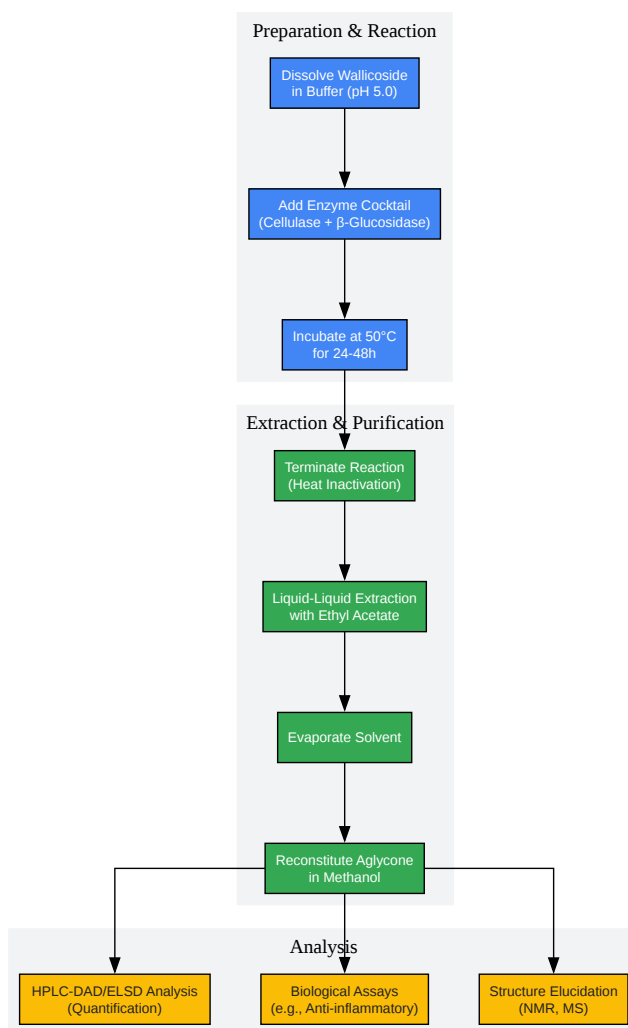 Preparation & Reaction
Dissolve Wallicoside
in Buffer (pH 5.0)
Add Enzyme Cocktail
(Cellulase + β-Glucosidase)
Incubate at 50°C
for 24-48h
Extraction & Purification
Terminate Reaction
(Heat Inactivation)
Liquid-Liquid Extraction
with Ethyl Acetate
Evaporate Solvent
Reconstitute Aglycone
in Methanol
Analysis
HPLC-DAD/ELSD Analysis
(Quantification)
Biological Assays
(e.g., Anti-inflammatory)
Structure Elucidation
(NMR, MS)